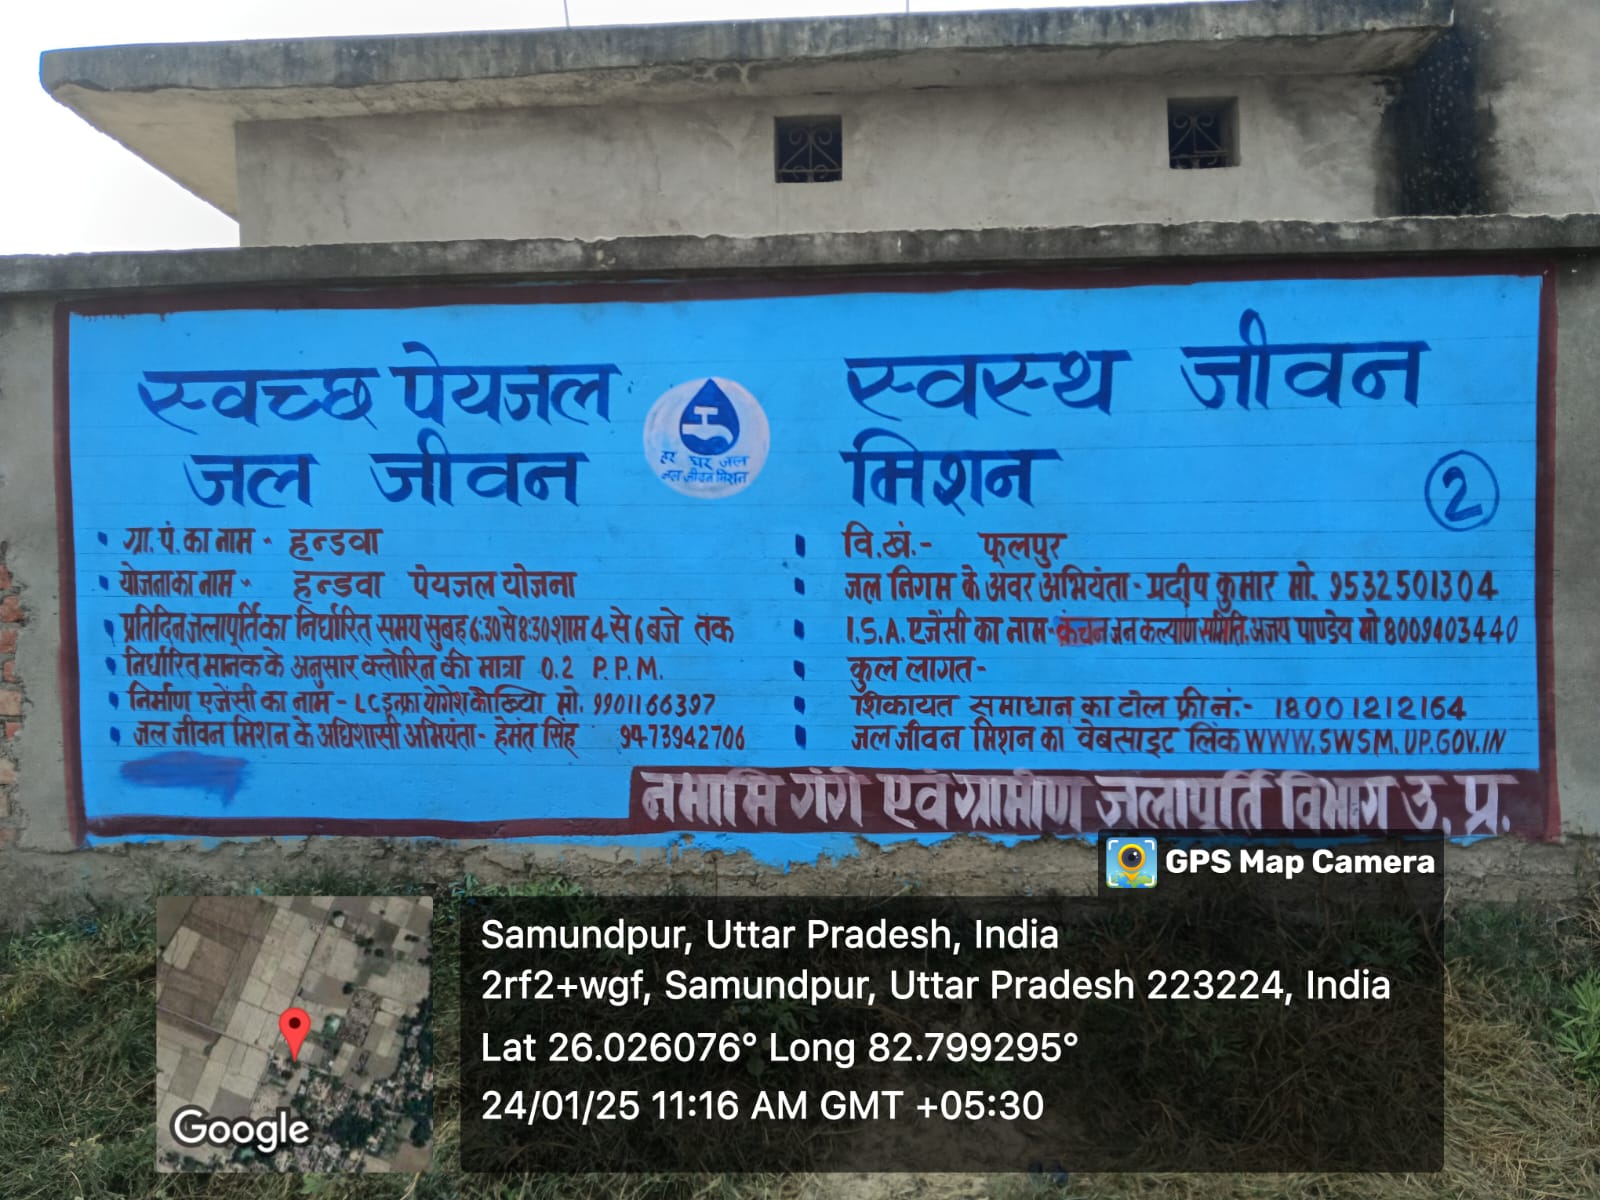 स्वच्छ पेयजल स्वस्थ जीवन
जल जीवन मिशन
हर घर जल
जल जीवन मिशन
2
ग्रा. पं. का नाम - हन्डवा
योजना का नाम - हन्डवा पेयजल योजना
प्रतिदिन जलापूर्ति का निर्धारित समय सुबह 6:30 से 8:30 शाम 4 से 6 बजे तक
निर्धारित मानक के अनुसार क्लोरिन की मात्रा 0.2 P.P.M.
निर्माण एजेंसी का नाम - LC इन्फ्रा योगेश मो. 9901166397
जल जीवन मिशन के अधिशासी अभियंता - हेमंत सिंह 9473942706
वि.खं.- फूलपुर
जल निगम के अवर अभियंता - प्रदीप कुमार मो. 9532501304
I.S.A. एजेंसी का नाम - कंचन जन कल्याण समिति, अजय पाण्डेय मो 8009403440
कुल लागत -
शिकायत समाधान का टोल फ्री नं.- 18001212164
जल जीवन मिशन का वेबसाइट लिंक WWW.SWSM.UP.GOV.IN
नमामि गंगे एवं ग्रामीण जलापूर्ति विभाग उ. प्र.
GPS Map Camera
Samundpur, Uttar Pradesh, India
2rf2+wgf, Samundpur, Uttar Pradesh 223224, India
Lat 26.026076° Long 82.799295°
24/01/25 11:16 AM GMT +05:30
Google